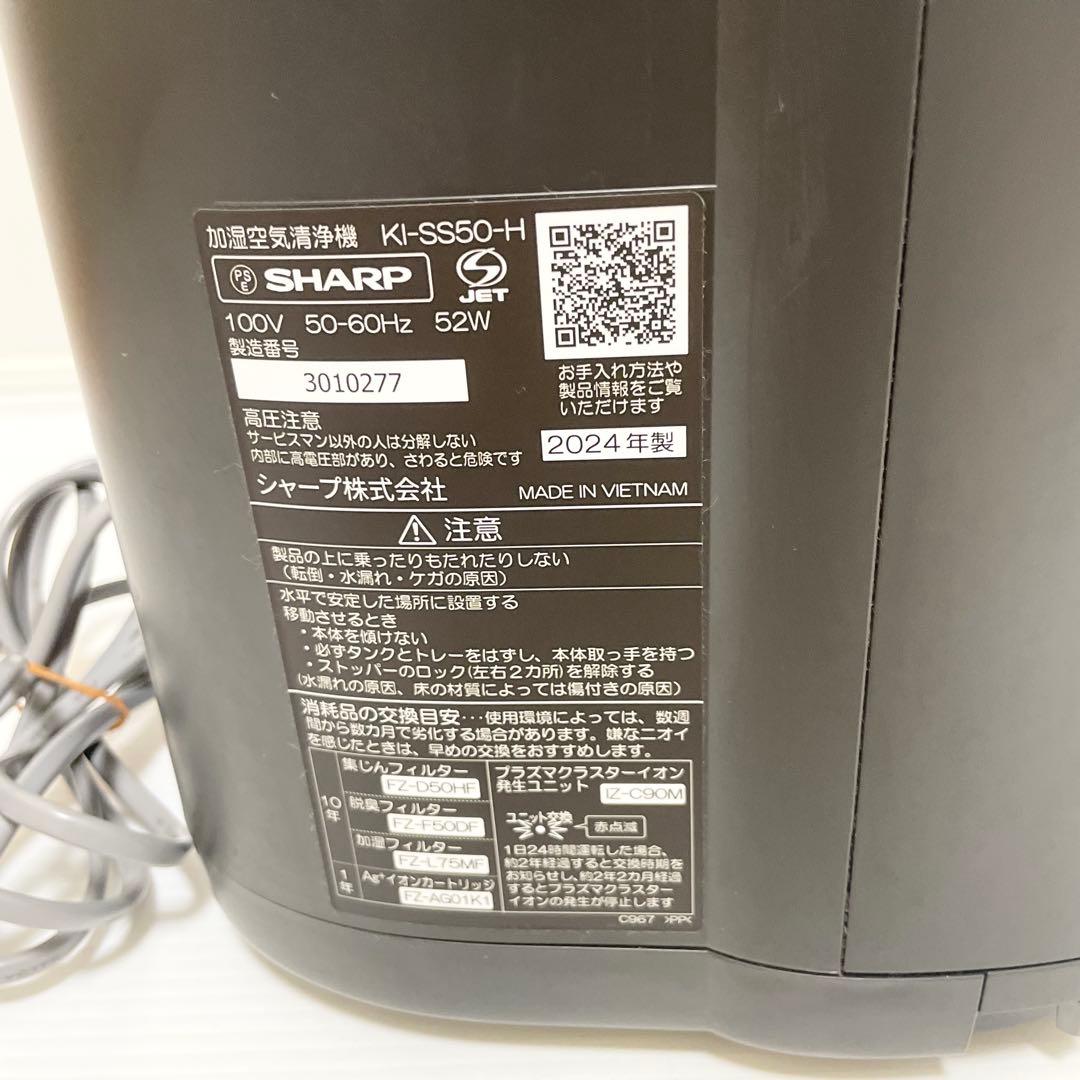 加湿空気清浄機 KI-SS50-H
PSE SHARP
S JET
100V 50-60Hz 52W
製造番号
3010277
お手入れ方法や
製品情報をご覧
いただけます
高圧注意
サービスマン以外の人は分解しない
内部に高電圧部があり、さわると危険です
2024年製
シャープ株式会社
MADE IN VIETNAM
注意
製品の上に乗ったりもたれたりしない
(転倒・水漏れ・ケガの原因)
水平で安定した場所に設置する
移動させるとき
・本体を傾けない
・必ずタンクとトレーをはずし、本体取っ手を持つ
・ストッパーのロック(左右2カ所)を解除する
(水漏れの原因、床の材質によっては傷付きの原因)
消耗品の交換目安…使用環境によっては、数週
間から数カ月で劣化する場合があります。嫌なニオイ
を感じたときは、早めの交換をおすすめします。
10年
集じんフィルター
FZ-D50HF
脱臭フィルター
FZ-F50DF
加湿フィルター
FZ-L75MF
1年
Ag+イオンカートリッジ
FZ-AG01K1
プラズマクラスターイオン
発生ユニット IZ-C90M
ユニット交換
赤点滅
1日24時間運転した場合、
約2年経過すると交換時期を
お知らせし、約2年2カ月経過
するとプラズマクラスター
イオンの発生が停止します
C967 >PP<